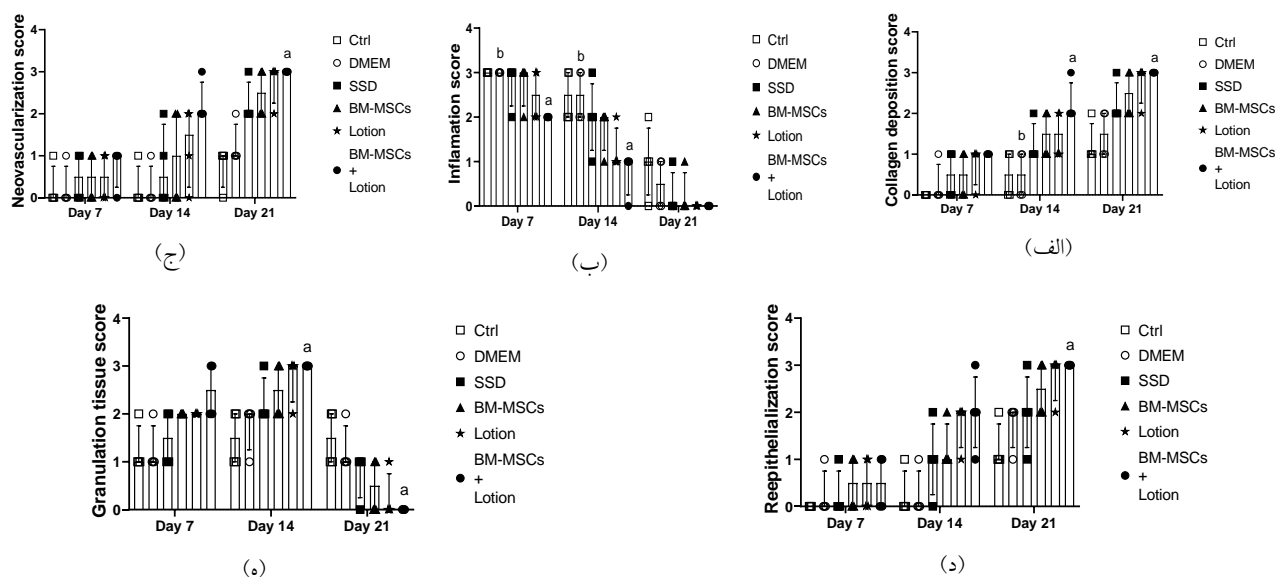 Neovascularization score
4
3
2
1
0
a
Day 7
Day 14
Day 21
Ctrl
DMEM
SSD
BM-MSCs
Lotion
BM-MSCs
+
Lotion
(ج)
Inflamation score
4
3
2
1
0
b
a
b
a
Day 7
Day 14
Day 21
Ctrl
DMEM
SSD
BM-MSCs
Lotion
BM-MSCs
+
Lotion
(ب)
Collagen deposition score
4
3
2
1
0
b
a
a
Day 7
Day 14
Day 21
Ctrl
DMEM
SSD
BM-MSCs
Lotion
BM-MSCs
+
Lotion
(الف)
Granulation tissue score
4
3
2
1
0
a
a
Day 7
Day 14
Day 21
Ctrl
DMEM
SSD
BM-MSCs
Lotion
BM-MSCs
+
Lotion
(ه)
Reepithelialization score
4
3
2
1
0
a
Day 7
Day 14
Day 21
Ctrl
DMEM
SSD
BM-MSCs
Lotion
BM-MSCs
+
Lotion
(د)